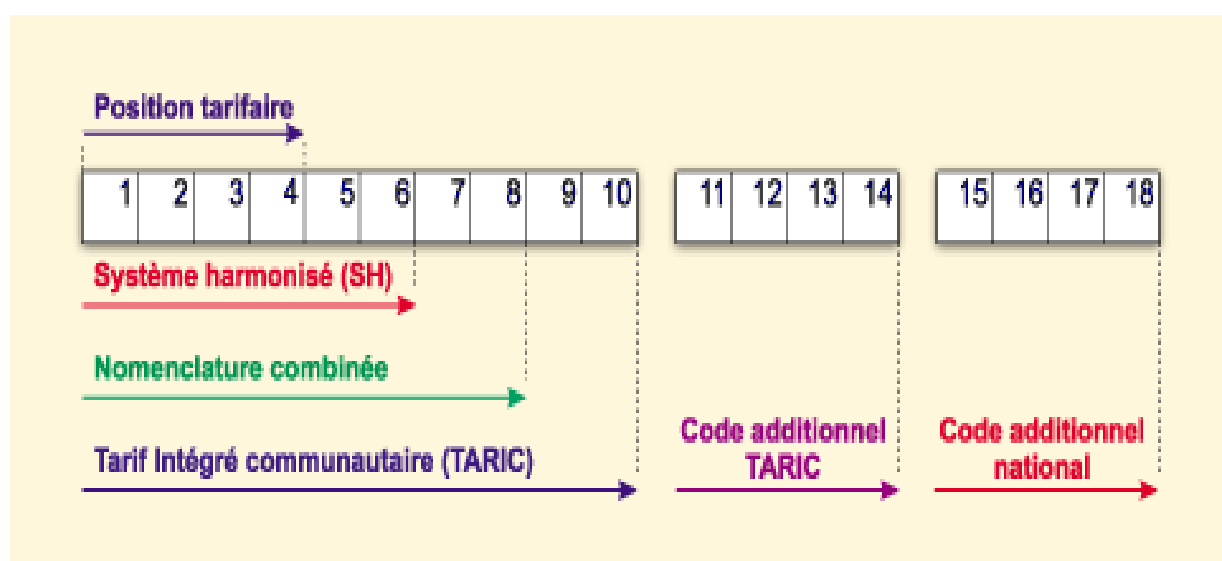 Position tarifaire
1 2 3 4 5 6 7 8 9 10 11 12 13 14 15 16 17 18
Système harmonisé (SH)
Nomenclature combinée
Tarif Intégré communautaire (TARIC)
Code additionnel
TARIC
Code additionnel
national